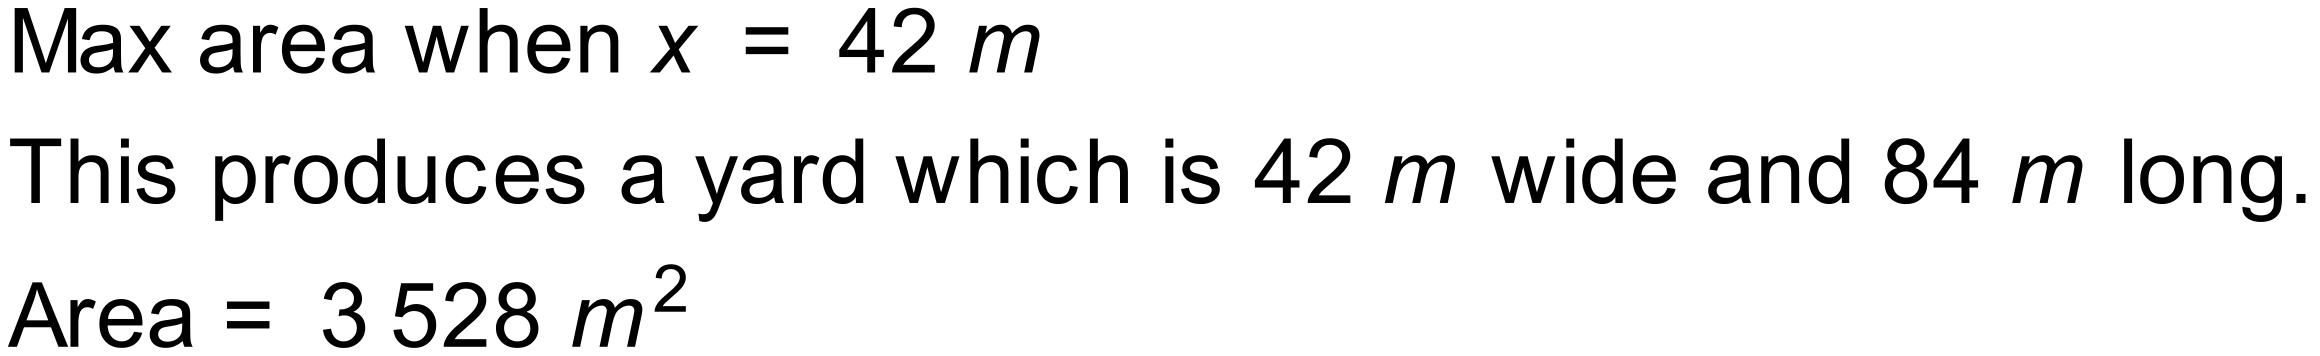 Max area when x = 42 m
This produces a yard which is 42 m wide and 84 m long.
Area = 3 528 m²